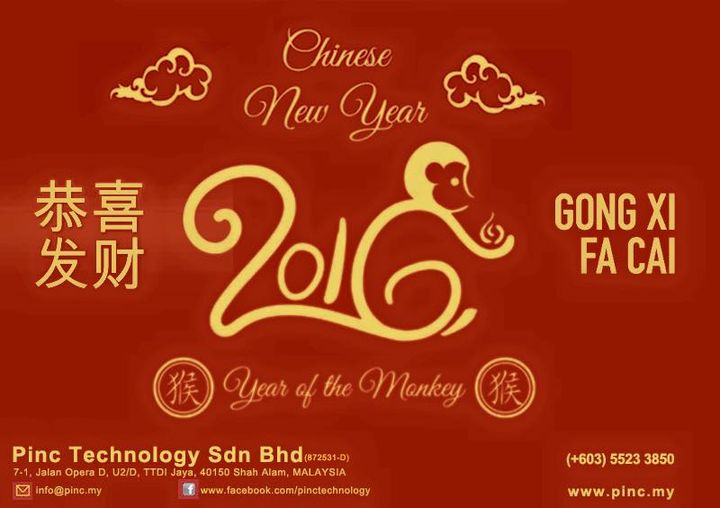 Chinese
New Year
恭喜
发财
2016
GONG XI
FA CAI
猴 Year of the Monkey 猴
Pinc Technology Sdn Bhd (872531-D)
7-1, Jalan Opera D, U2/D, TTDI Jaya, 40150 Shah Alam, MALAYSIA
(+603) 5523 3850
info@pinc.my www.facebook.com/pinctechnology
www.pinc.my